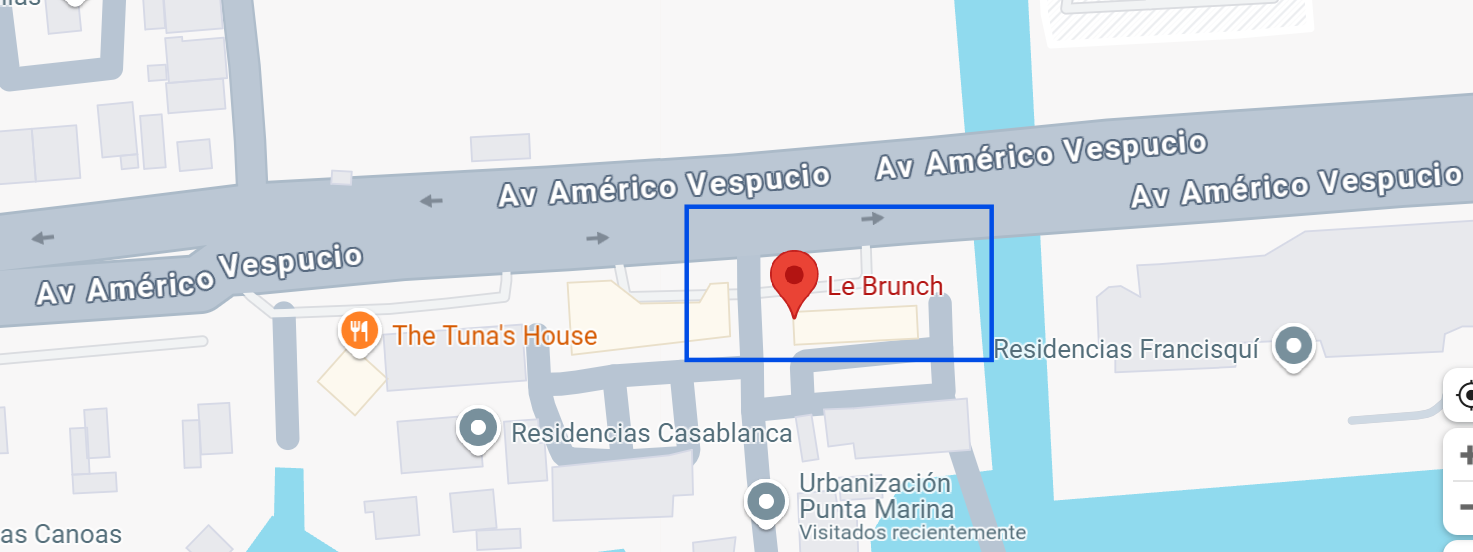 Av Américo Vespucio
Av Américo Vespucio
Av Américo Vespucio
Av Américo Vespucio
Le Brunch
The Tuna's House
Residencias Francisquí
Residencias Casablanca
Urbanización
Punta Marina
Visitados recientemente
as Canoas